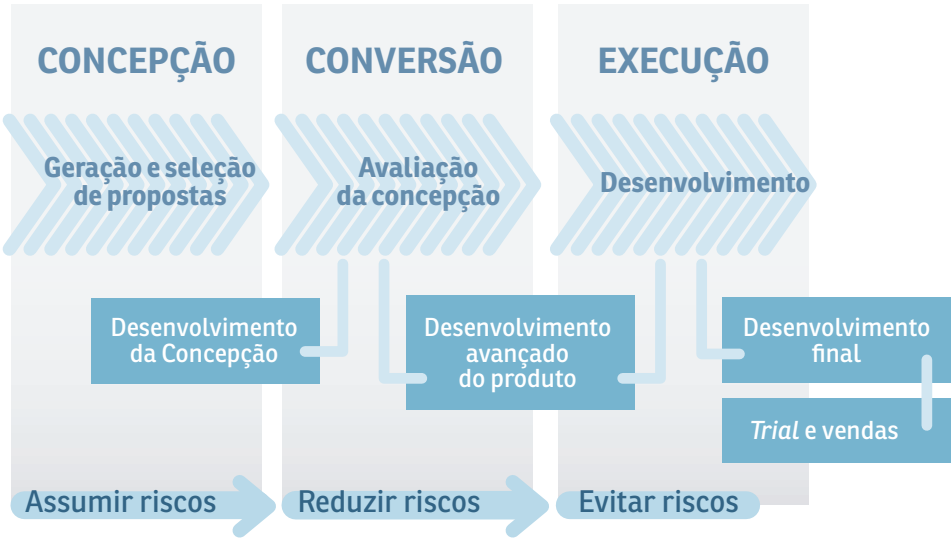 CONCEPÇÃO
CONVERSÃO
EXECUÇÃO
Geração e seleção
de propostas
Avaliação
da concepção
Desenvolvimento
Desenvolvimento
da Concepção
Desenvolvimento
avançado
do produto
Desenvolvimento
final
Trial e vendas
Assumir riscos
Reduzir riscos
Evitar riscos